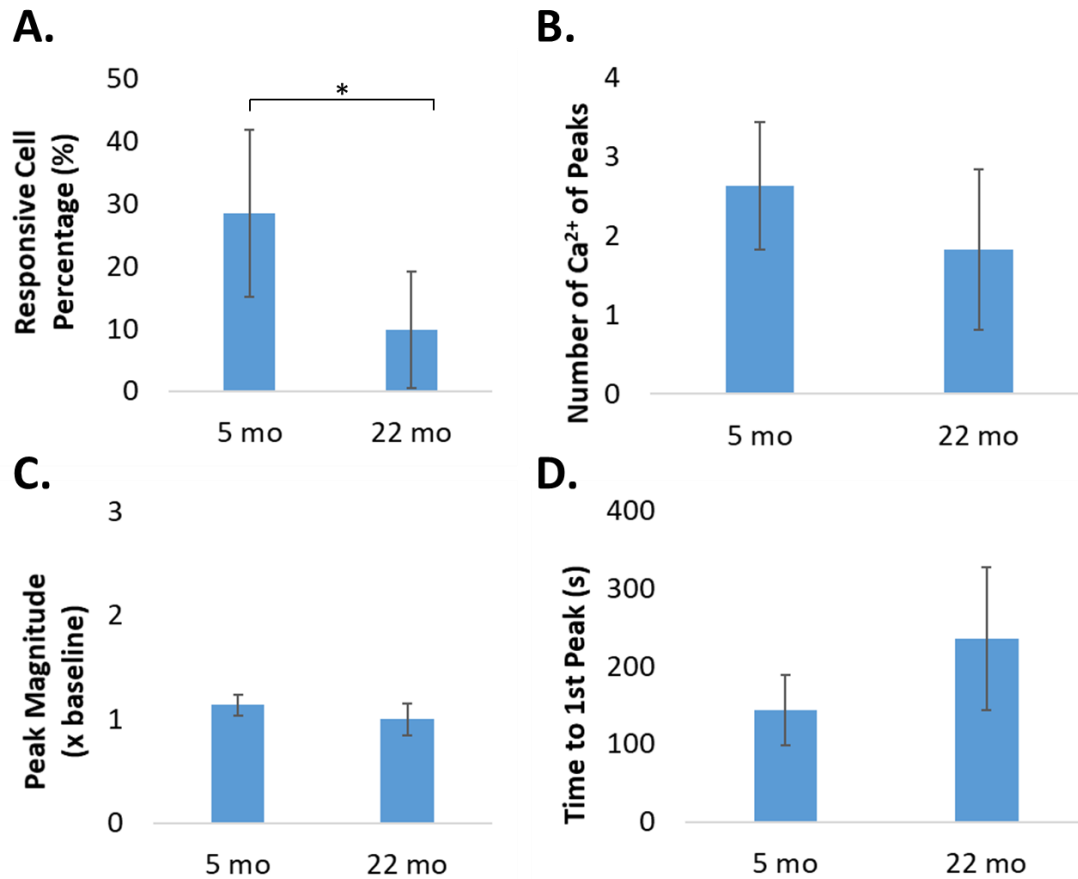 A.
Responsive Cell
Percentage (%)
50
40
30
20
10
0
*
5 mo
22 mo
B.
Number of Ca²⁺ of Peaks
4
3
2
1
0
5 mo
22 mo
C.
Peak Magnitude
(x baseline)
3
2
1
0
5 mo
22 mo
D.
Time to 1st Peak (s)
400
300
200
100
0
5 mo
22 mo